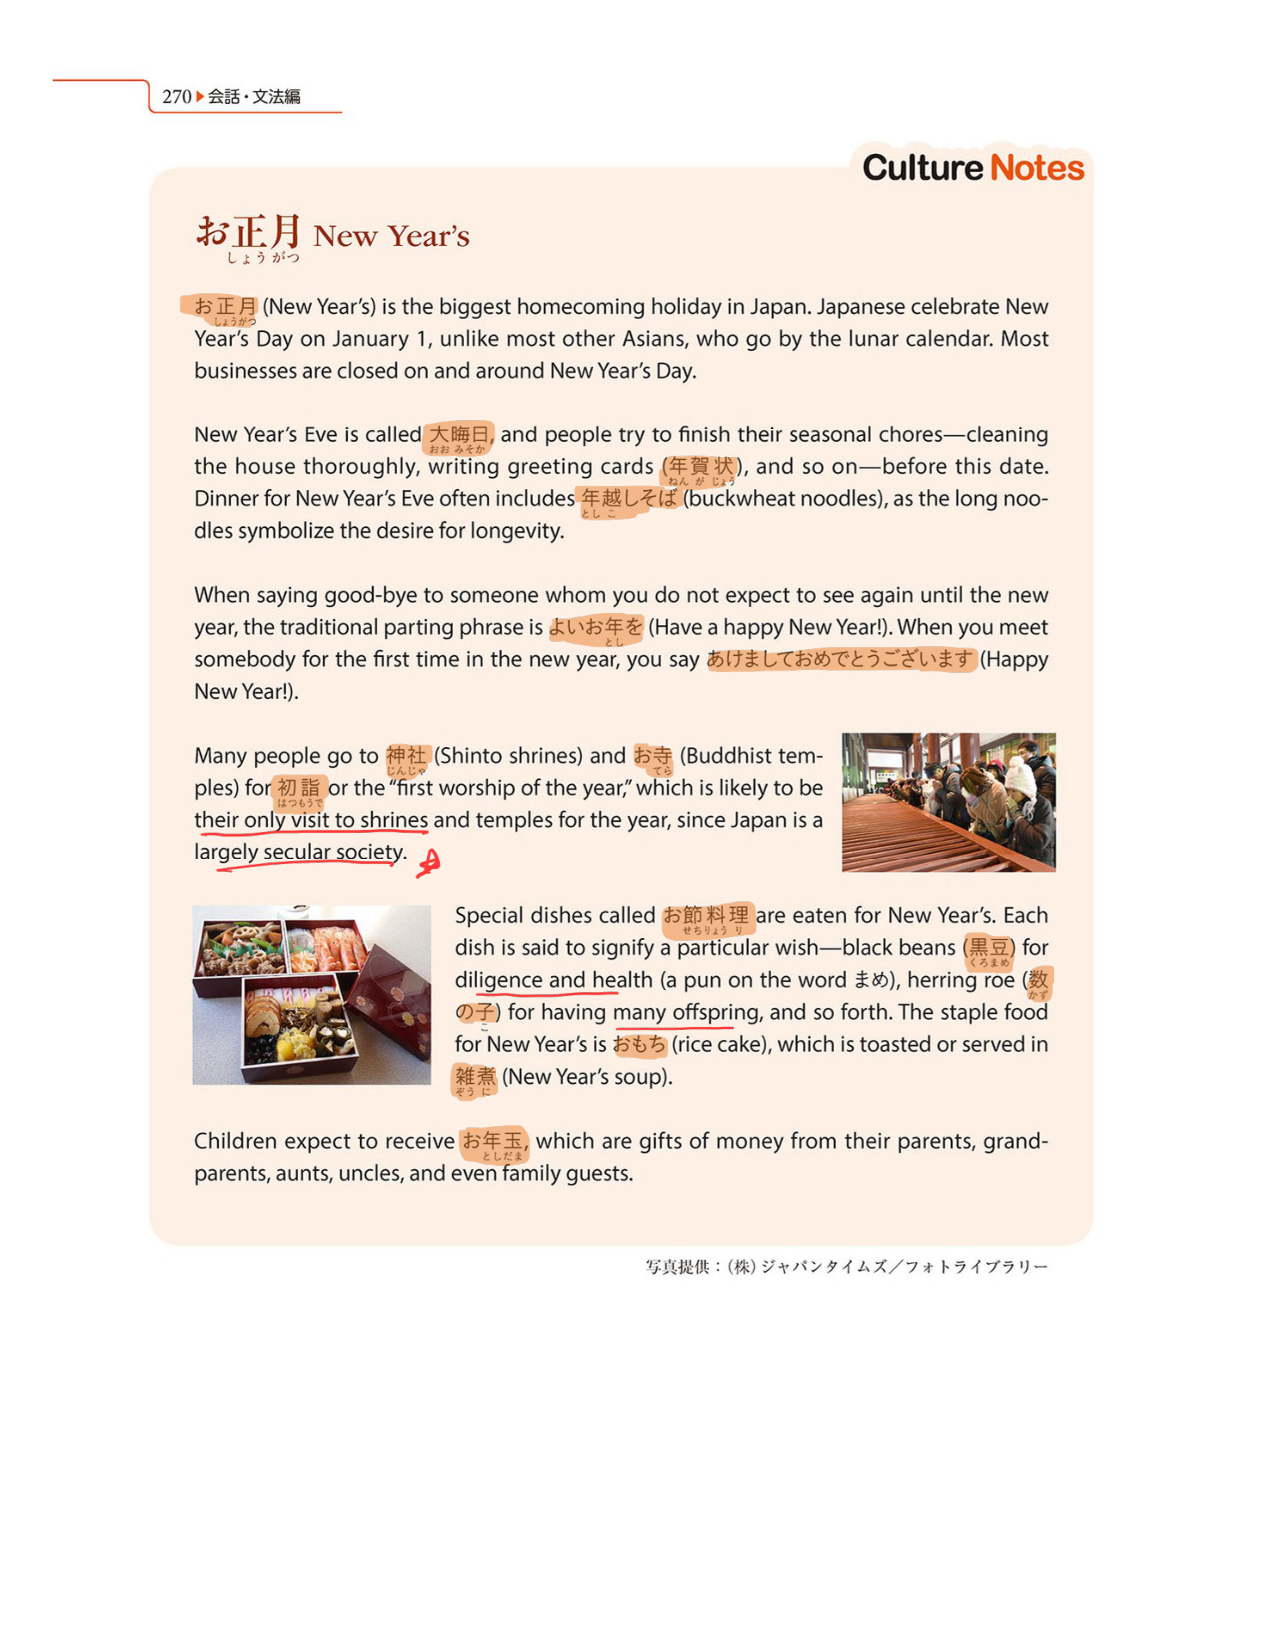 270▶会話・文法編
Culture Notes
お正月 New Year's
しょうがつ
お正月 (New Year's) is the biggest homecoming holiday in Japan. Japanese celebrate New
しょうがつ
Year's Day on January 1, unlike most other Asians, who go by the lunar calendar. Most
businesses are closed on and around New Year's Day.
New Year's Eve is called 大晦日, and people try to finish their seasonal chores—cleaning
おおみそか
the house thoroughly, writing greeting cards (年賀状), and so on—before this date.
ねんがじょう
Dinner for New Year's Eve often includes 年越しそば (buckwheat noodles), as the long noo-
としこ
dles symbolize the desire for longevity.
When saying good-bye to someone whom you do not expect to see again until the new
year, the traditional parting phrase is よいお年を (Have a happy New Year!). When you meet
とし
somebody for the first time in the new year, you say あけましておめでとうございます (Happy
New Year!).
Many people go to 神社 (Shinto shrines) and お寺 (Buddhist tem-
じんじゃ てら
ples) for 初詣 or the “first worship of the year,” which is likely to be
はつもうで
their only visit to shrines and temples for the year, since Japan is a
largely secular society.
Special dishes called お節料理 are eaten for New Year's. Each
せちりょうり
dish is said to signify a particular wish—black beans (黒豆) for
くろまめ
diligence and health (a pun on the word まめ), herring roe (数
かず
の子) for having many offspring, and so forth. The staple food
こ
for New Year's is おもち (rice cake), which is toasted or served in
雑煮 (New Year's soup).
ぞうに
Children expect to receive お年玉, which are gifts of money from their parents, grand-
としだま
parents, aunts, uncles, and even family guests.
写真提供：(株)ジャパンタイムズ／フォトライブラリー